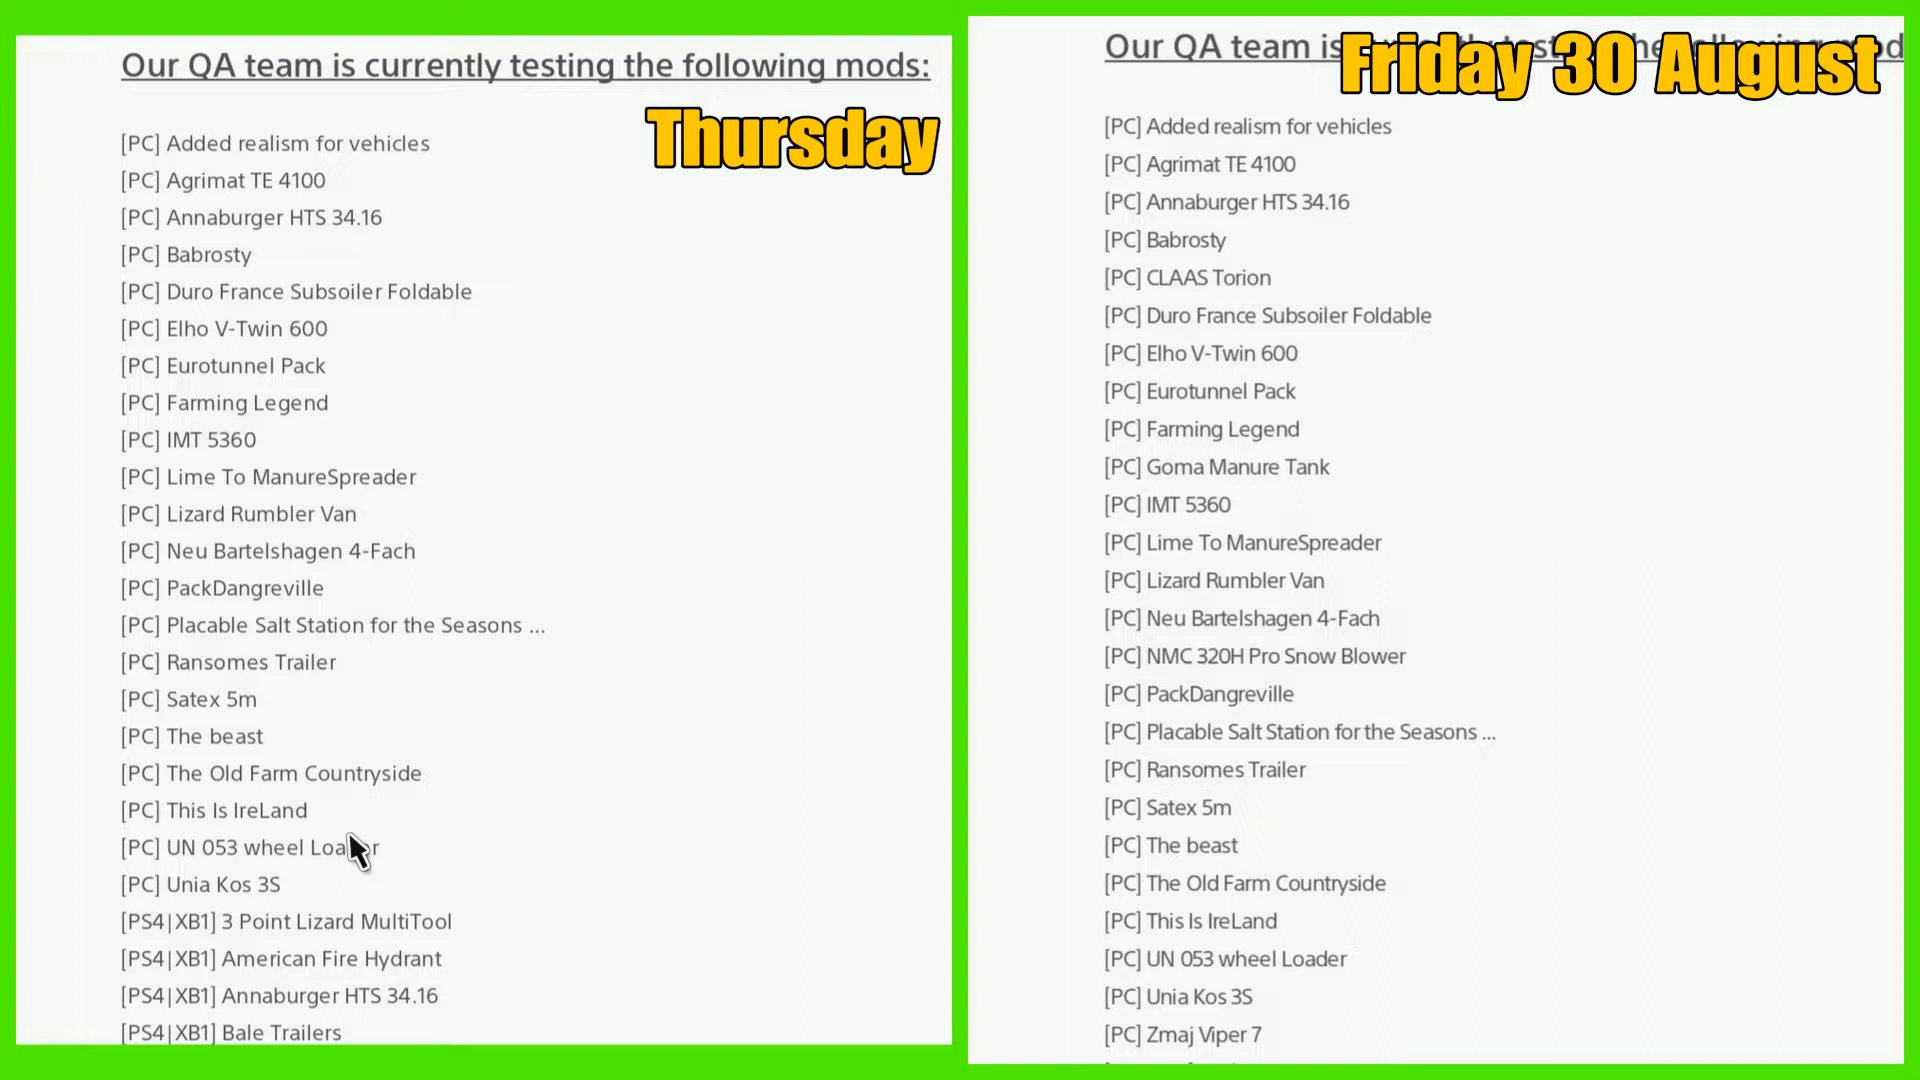 Our QA team is currently testing the following mods:
Thursday
[PC] Added realism for vehicles
[PC] Agrimat TE 4100
[PC] Annaburger HTS 34.16
[PC] Babrosty
[PC] Duro France Subsoiler Foldable
[PC] Elho V-Twin 600
[PC] Eurotunnel Pack
[PC] Farming Legend
[PC] IMT 5360
[PC] Lime To ManureSpreader
[PC] Lizard Rumbler Van
[PC] Neu Bartelshagen 4-Fach
[PC] PackDangreville
[PC] Placable Salt Station for the Seasons ...
[PC] Ransomes Trailer
[PC] Satex 5m
[PC] The beast
[PC] The Old Farm Countryside
[PC] This Is IreLand
[PC] UN 053 wheel Loader
[PC] Unia Kos 3S
[PS4|XB1] 3 Point Lizard MultiTool
[PS4|XB1] American Fire Hydrant
[PS4|XB1] Annaburger HTS 34.16
[PS4|XB1] Bale Trailers
Our QA team is
Friday 30 August
[PC] Added realism for vehicles
[PC] Agrimat TE 4100
[PC] Annaburger HTS 34.16
[PC] Babrosty
[PC] CLAAS Torion
[PC] Duro France Subsoiler Foldable
[PC] Elho V-Twin 600
[PC] Eurotunnel Pack
[PC] Farming Legend
[PC] Goma Manure Tank
[PC] IMT 5360
[PC] Lime To ManureSpreader
[PC] Lizard Rumbler Van
[PC] Neu Bartelshagen 4-Fach
[PC] NMC 320H Pro Snow Blower
[PC] PackDangreville
[PC] Placable Salt Station for the Seasons ...
[PC] Ransomes Trailer
[PC] Satex 5m
[PC] The beast
[PC] The Old Farm Countryside
[PC] This Is IreLand
[PC] UN 053 wheel Loader
[PC] Unia Kos 3S
[PC] Zmaj Viper 7